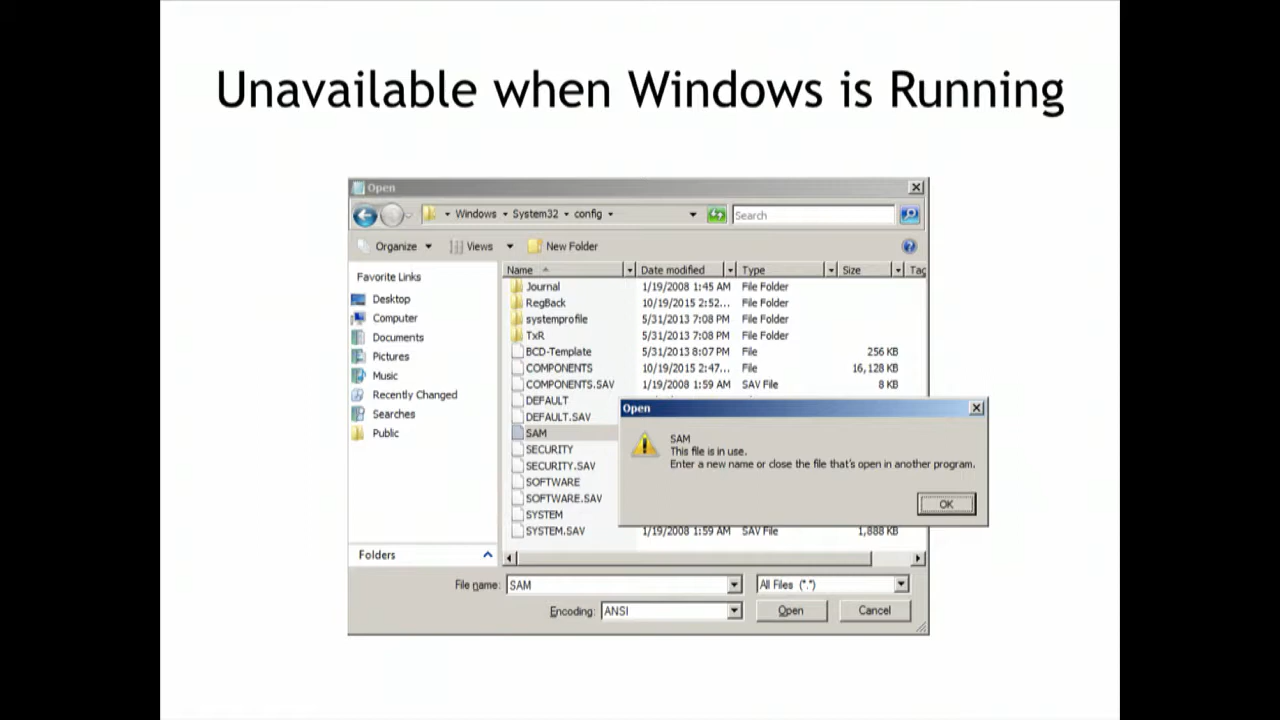 Unavailable when Windows is Running
Open
Windows System32 config
Search
Organize Views New Folder
Favorite Links
Desktop
Computer
Documents
Pictures
Music
Recently Changed
Searches
Public
Folders
Name Date modified Type Size Tag
Journal 1/19/2008 1:45 AM File Folder
RegBack 10/19/2015 2:52... File Folder
systemprofile 5/31/2013 7:08 PM File Folder
TxR 5/31/2013 7:08 PM File Folder
BCD-Template 5/31/2013 8:07 PM File 256 KB
COMPONENTS 10/19/2015 2:47... File 16,128 KB
COMPONENTS.SAV 1/19/2008 1:59 AM SAV File 8 KB
DEFAULT
DEFAULT.SAV
SAM
SECURITY
SECURITY.SAV
SOFTWARE
SOFTWARE.SAV
SYSTEM
SYSTEM.SAV 1/19/2008 1:59 AM SAV File 1,888 KB
Open
SAM
This file is in use.
Enter a new name or close the file that's open in another program.
OK
File name: SAM All Files (*.*)
Encoding: ANSI Open Cancel